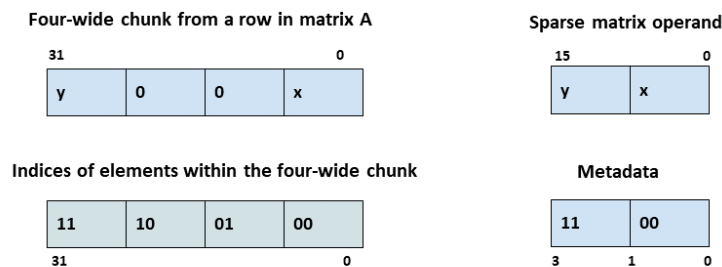 Four-wide chunk from a row in matrix A
31 0
y 0 0 x
Indices of elements within the four-wide chunk
11 10 01 00
31 0
Sparse matrix operand
15 0
y x
Metadata
11 00
3 1 0